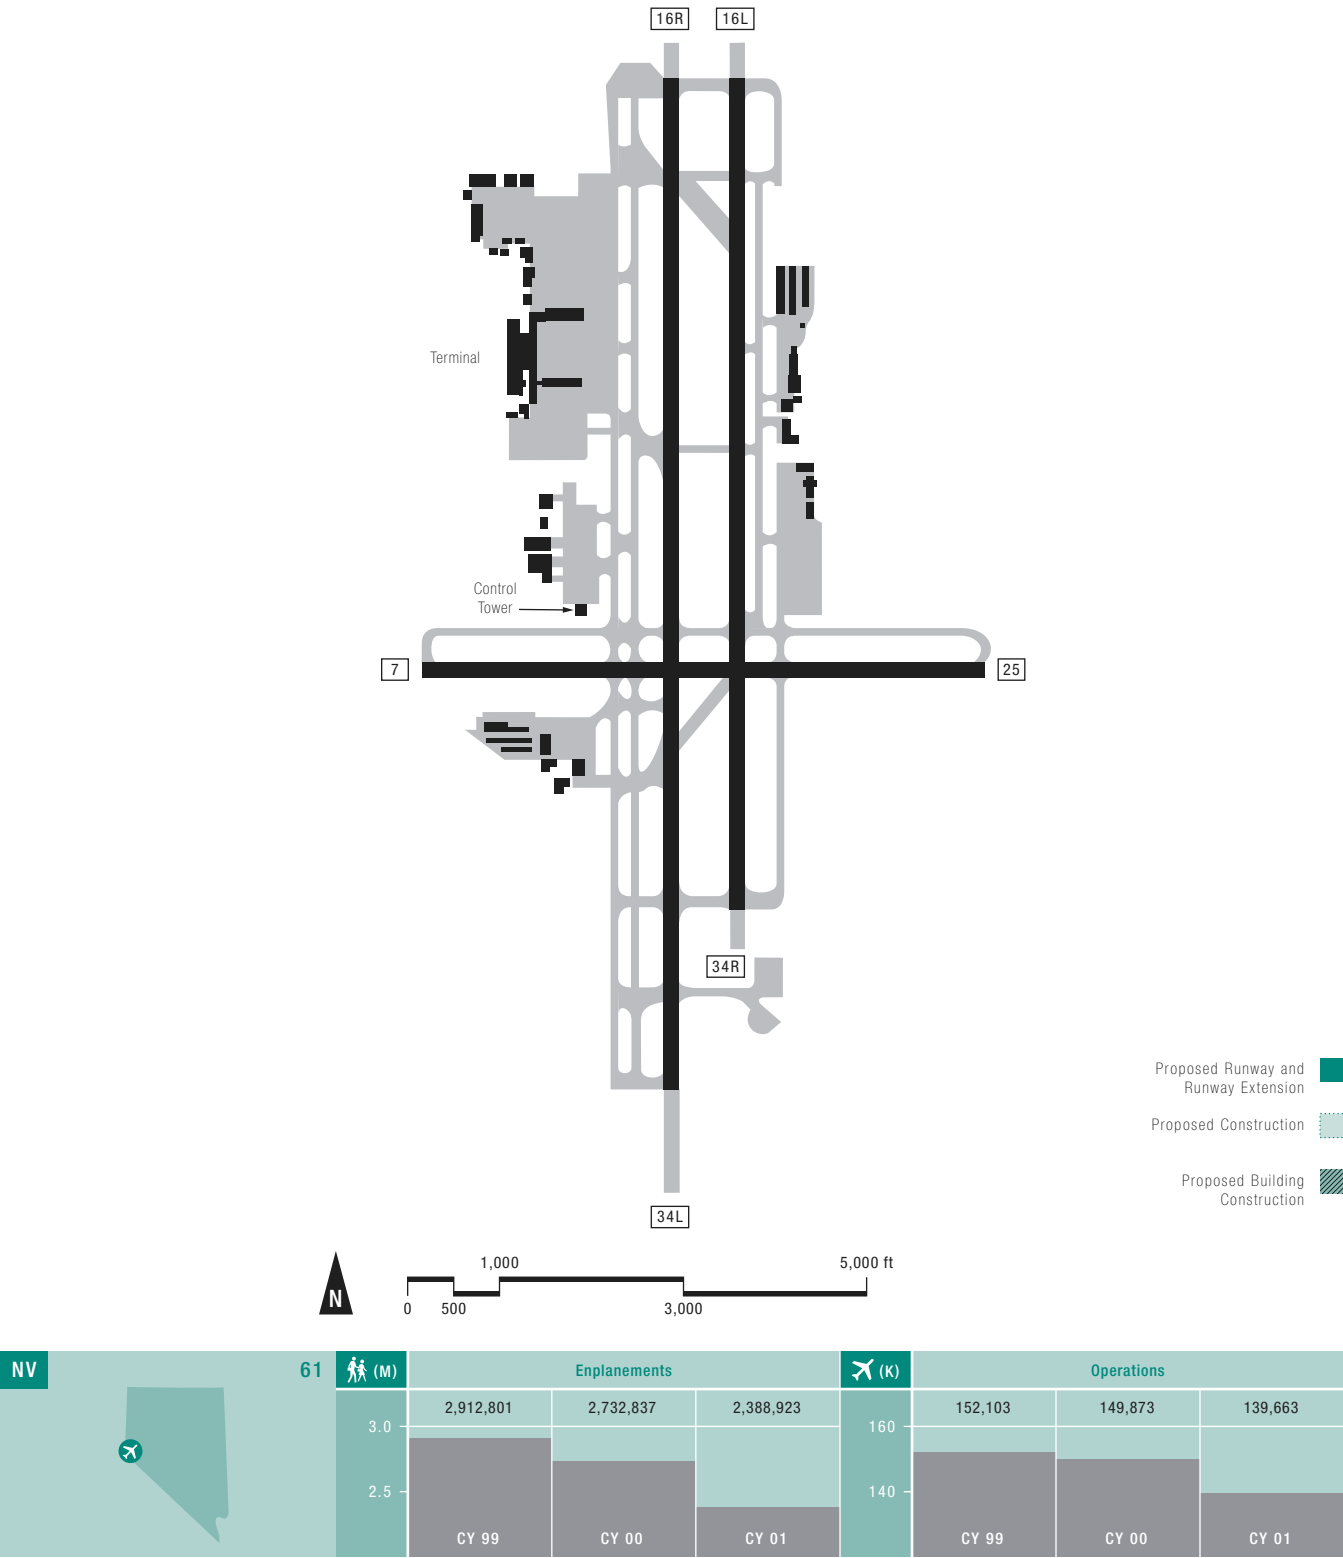 16R 16L
Terminal
Control
Tower
7 25
34R
Proposed Runway and
Runway Extension
Proposed Construction
Proposed Building
Construction
34L
1,000 5,000 ft
N
0 500 3,000
NV 61 (M) Enplanements (K) Operations
2,912,801 2,732,837 2,388,923 152,103 149,873 139,663
3.0 160
2.5 140
CY 99 CY 00 CY 01 CY 99 CY 00 CY 01